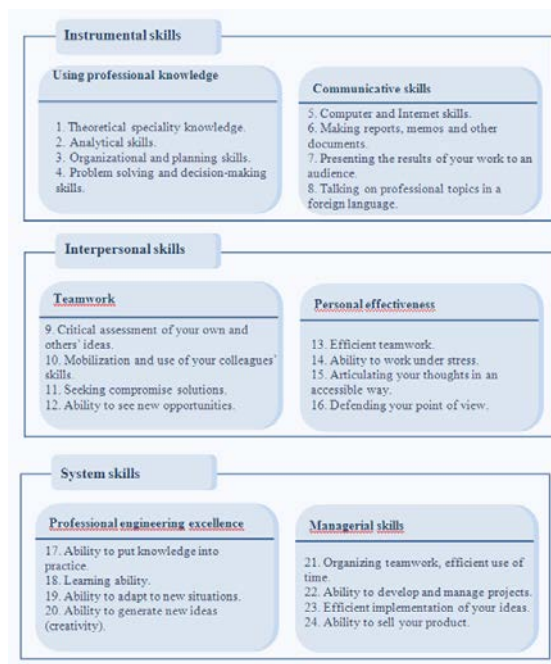 Instrumental skills
Using professional knowledge
1. Theoretical speciality knowledge.
2. Analytical skills.
3. Organizational and planning skills.
4. Problem solving and decision-making
skills.
Communicative skills
5. Computer and Internet skills.
6. Making reports, memos and other
documents.
7. Presenting the results of your work to an
audience.
8. Talking on professional topics in a
foreign language.
Interpersonal skills
Teamwork
9. Critical assessment of your own and
others' ideas.
10. Mobilization and use of your colleagues'
skills.
11. Seeking compromise solutions.
12. Ability to see new opportunities.
Personal effectiveness
13. Efficient teamwork.
14. Ability to work under stress.
15. Articulating your thoughts in an
accessible way.
16. Defending your point of view.
System skills
Professional engineering excellence
17. Ability to put knowledge into
practice.
18. Learning ability.
19. Ability to adapt to new situations.
20. Ability to generate new ideas
(creativity).
Managerial skills
21. Organizing teamwork, efficient use of
time.
22. Ability to develop and manage projects.
23. Efficient implementation of your ideas.
24. Ability to sell your product.